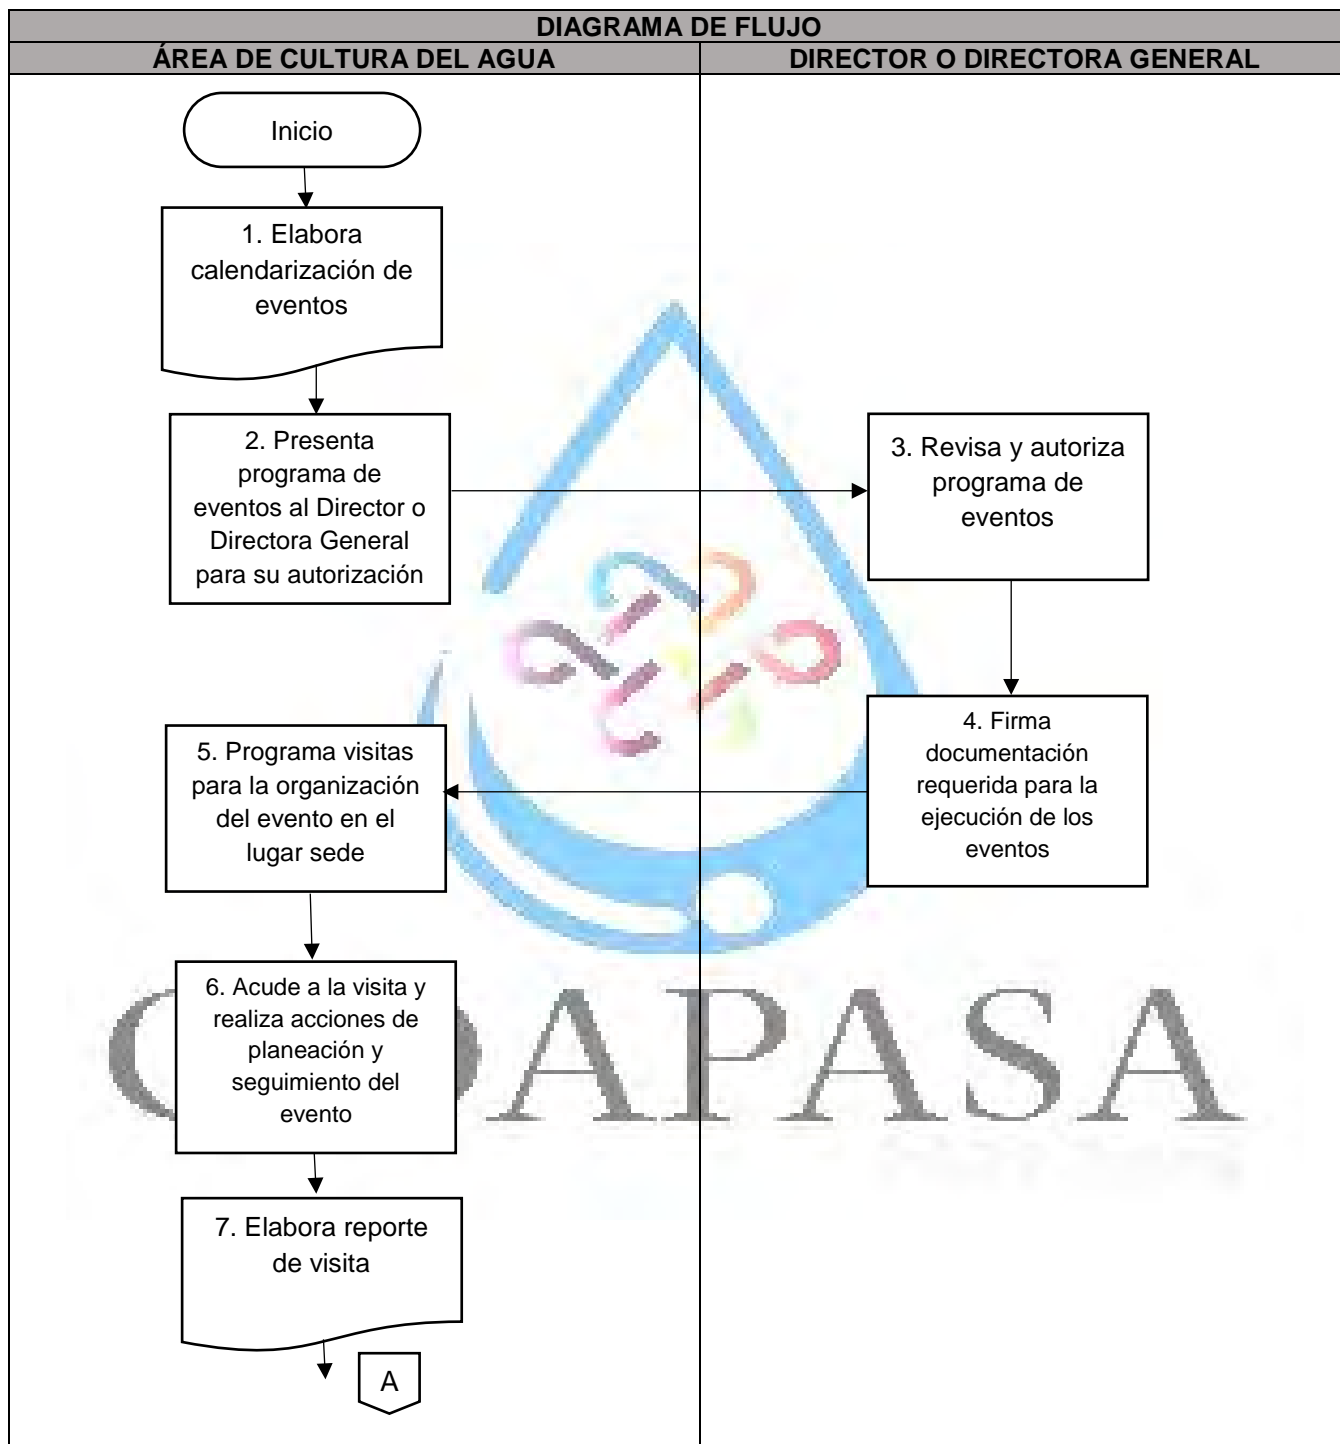 DIAGRAMA DE FLUJO
ÁREA DE CULTURA DEL AGUA
DIRECTOR O DIRECTORA GENERAL
Inicio
1. Elabora
calendarización de
eventos
2. Presenta
programa de
eventos al Director o
Directora General
para su autorización
3. Revisa y autoriza
programa de
eventos
4. Firma
documentación
requerida para la
ejecución de los
eventos
5. Programa visitas
para la organización
del evento en el
lugar sede
6. Acude a la visita y
realiza acciones de
planeación y
seguimiento del
evento
7. Elabora reporte
de visita
A